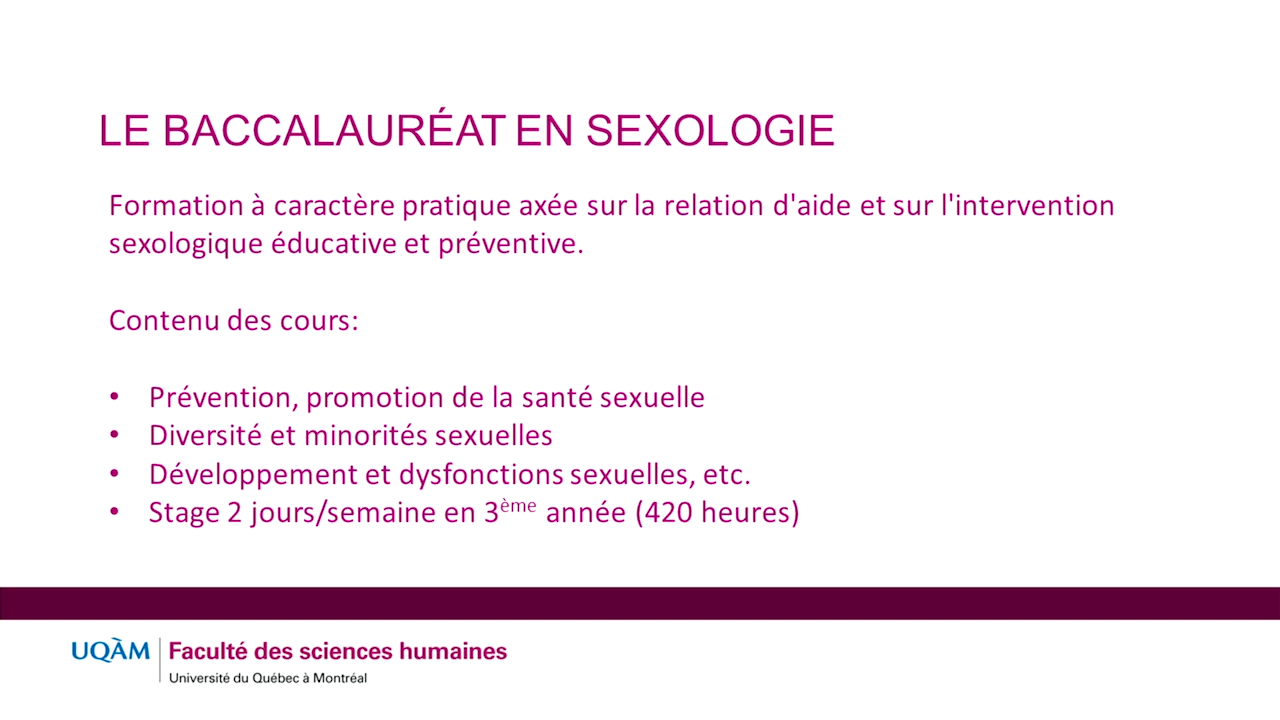 LE BACCALAURÉAT EN SEXOLOGIE
Formation à caractère pratique axée sur la relation d'aide et sur l'intervention
sexologique éducative et préventive.
Contenu des cours:
• Prévention, promotion de la santé sexuelle
• Diversité et minorités sexuelles
• Développement et dysfonctions sexuelles, etc.
• Stage 2 jours/semaine en 3ème année (420 heures)
UQÀM Faculté des sciences humaines
Université du Québec à Montréal